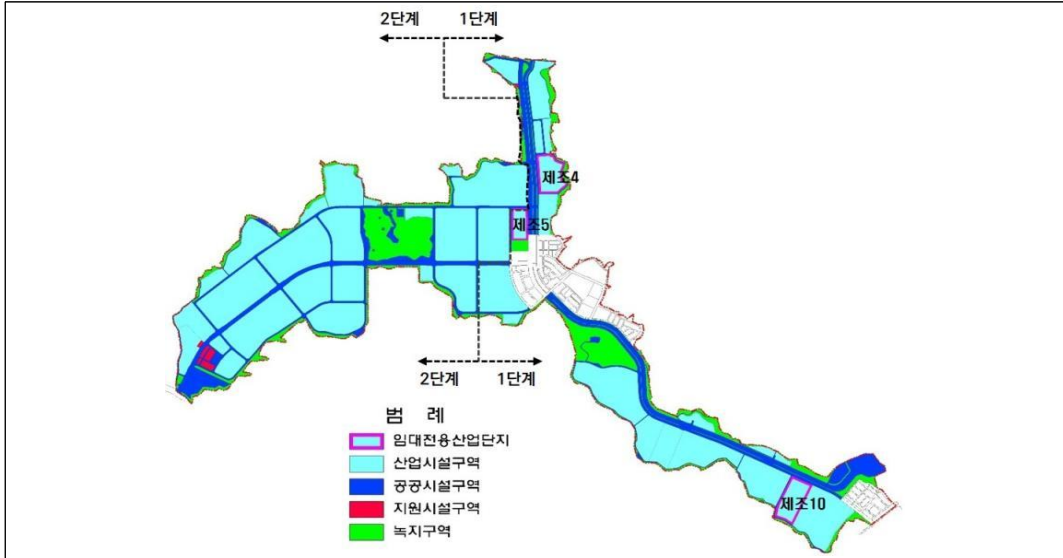 2단계 1단계
제조4
제조5
2단계 1단계
범 례
임대전용산업단지
산업시설구역
공공시설구역
지원시설구역
녹지구역
제조10